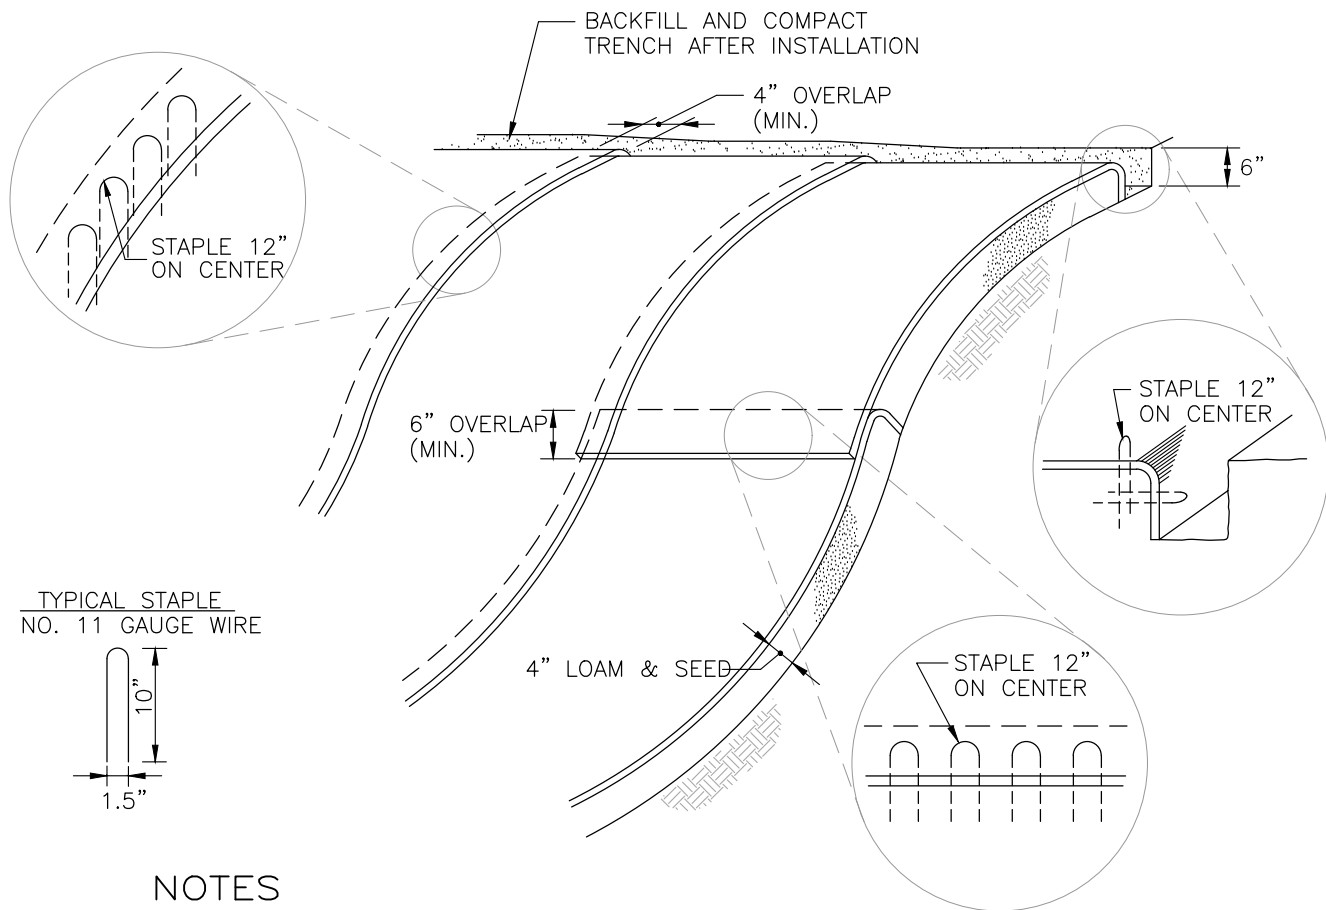 BACKFILL AND COMPACT
TRENCH AFTER INSTALLATION
4” OVERLAP
(MIN.)
6”
STAPLE 12”
ON CENTER
6” OVERLAP
(MIN.)
STAPLE 12”
ON CENTER
TYPICAL STAPLE
NO. 11 GAUGE WIRE
10”
1.5”
4” LOAM & SEED
STAPLE 12”
ON CENTER
NOTES